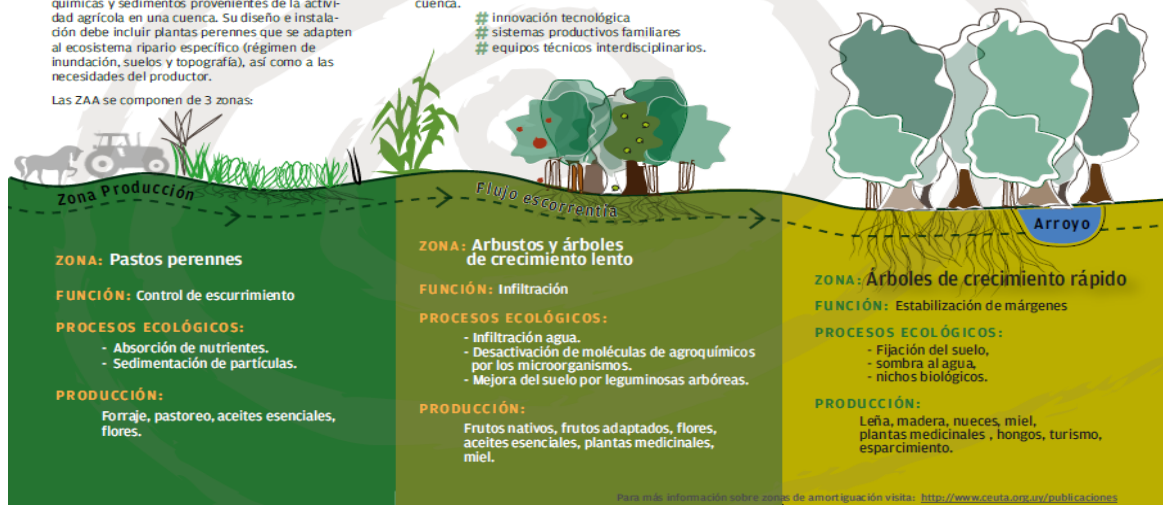 químicas y sedimentos provenientes de la activi-
dad agrícola en una cuenca. Su diseño e instala-
ción debe incluir plantas perennes que se adapten
al ecosistema ripario específico (régimen de
inundación, suelos y topografía), así como a las
necesidades del productor.
Las ZAA se componen de 3 zonas:
cuenca.
# innovación tecnológica
# sistemas productivos familiares
# equipos técnicos interdisciplinarios.
Zona Producción
Flujo escorrentia
Arroyo
ZONA: Pastos perennes
FUNCIÓN: Control de escurrimiento
PROCESOS ECOLÓGICOS:
- Absorción de nutrientes.
- Sedimentación de partículas.
PRODUCCIÓN:
Forraje, pastoreo, aceites esenciales,
flores.
ZONA: Arbustos y árboles
de crecimiento lento
FUNCIÓN: Infiltración
PROCESOS ECOLÓGICOS:
- Infiltración agua.
- Desactivación de moléculas de agroquímicos
por los microorganismos.
- Mejora del suelo por leguminosas arbóreas.
PRODUCCIÓN:
Frutos nativos, frutos adaptados, flores,
aceites esenciales, plantas medicinales,
miel.
ZONA: Árboles de crecimiento rápido
FUNCIÓN: Estabilización de márgenes
PROCESOS ECOLÓGICOS:
- Fijación del suelo,
- sombra al agua,
- nichos biológicos.
PRODUCCIÓN:
Leña, madera, nueces, miel,
plantas medicinales , hongos, turismo,
esparcimiento.
Para más información sobre zonas de amortiguación visita: http://www.ceuta.org.uy/publicaciones